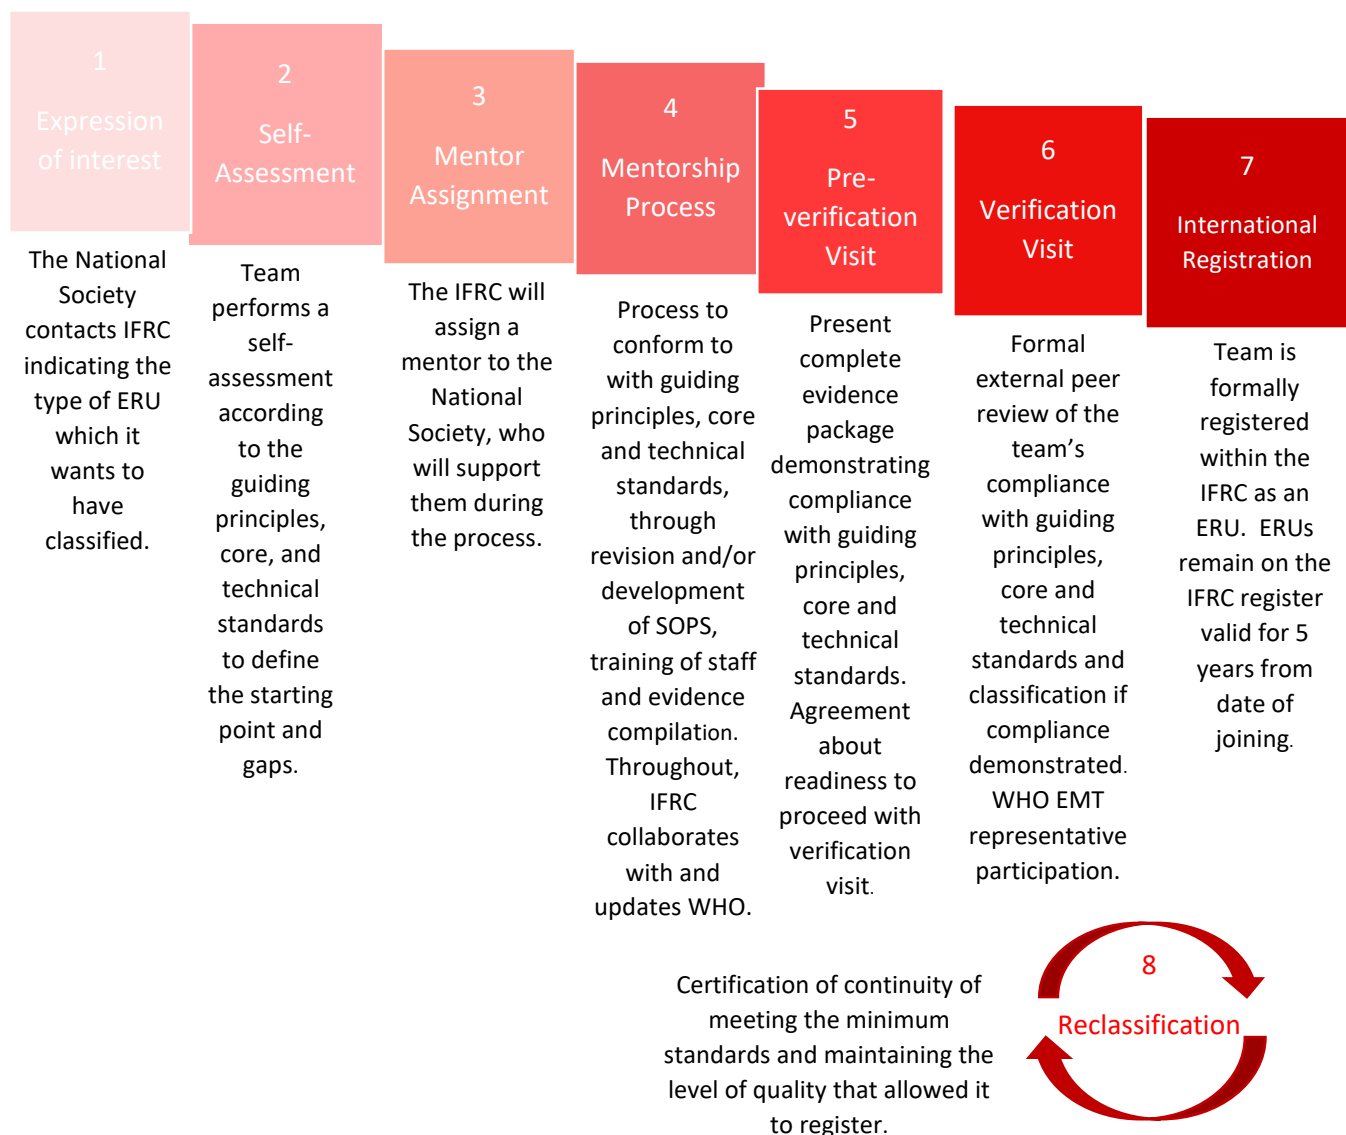 1
Expression
of interest
The National
Society
contacts IFRC
indicating the
type of ERU
which it
wants to
have
classified.
2
Self-
Assessment
Team
performs a
self-
assessment
according
to the
guiding
principles,
core, and
technical
standards
to define
the starting
point and
gaps.
3
Mentor
Assignment
The IFRC will
assign a
mentor to the
National
Society, who
will support
them during
the process.
4
Mentorship
Process
Process to
conform to
with guiding
principles, core
and technical
standards,
through
revision and/or
development
of SOPS,
training of staff
and evidence
compilation.
Throughout,
IFRC
collaborates
with and
updates WHO.
5
Pre-
verification
Visit
Present
complete
evidence
package
demonstrating
compliance
with guiding
principles,
core and
technical
standards.
Agreement
about
readiness to
proceed with
verification
visit.
6
Verification
Visit
Formal
external peer
review of the
team’s
compliance
with guiding
principles,
core and
technical
standards and
classification if
compliance
demonstrated.
WHO EMT
representative
participation.
7
International
Registration
Team is
formally
registered
within the
IFRC as an
ERU. ERUs
remain on the
IFRC register
valid for 5
years from
date of
joining.
8
Reclassification
Certification of continuity of
meeting the minimum
standards and maintaining the
level of quality that allowed it
to register.